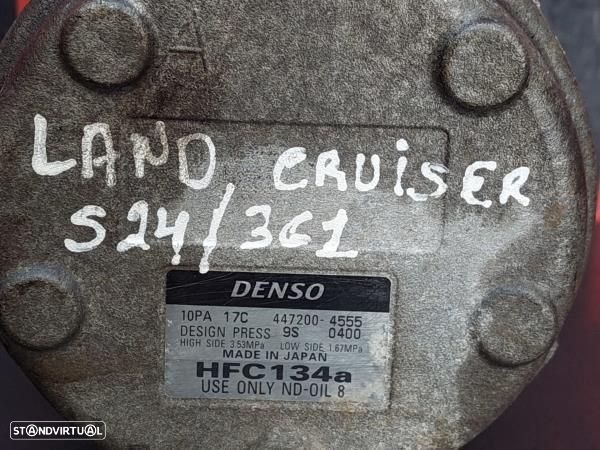 A
LAND CRUISER
S24/361
DENSO
10PA 17C 447200-4555
DESIGN PRESS 9S 0400
HIGH SIDE 3.53MPa LOW SIDE 1.67MPa
MADE IN JAPAN
HFC134a
USE ONLY ND-OIL 8
STANDVIRTUAL